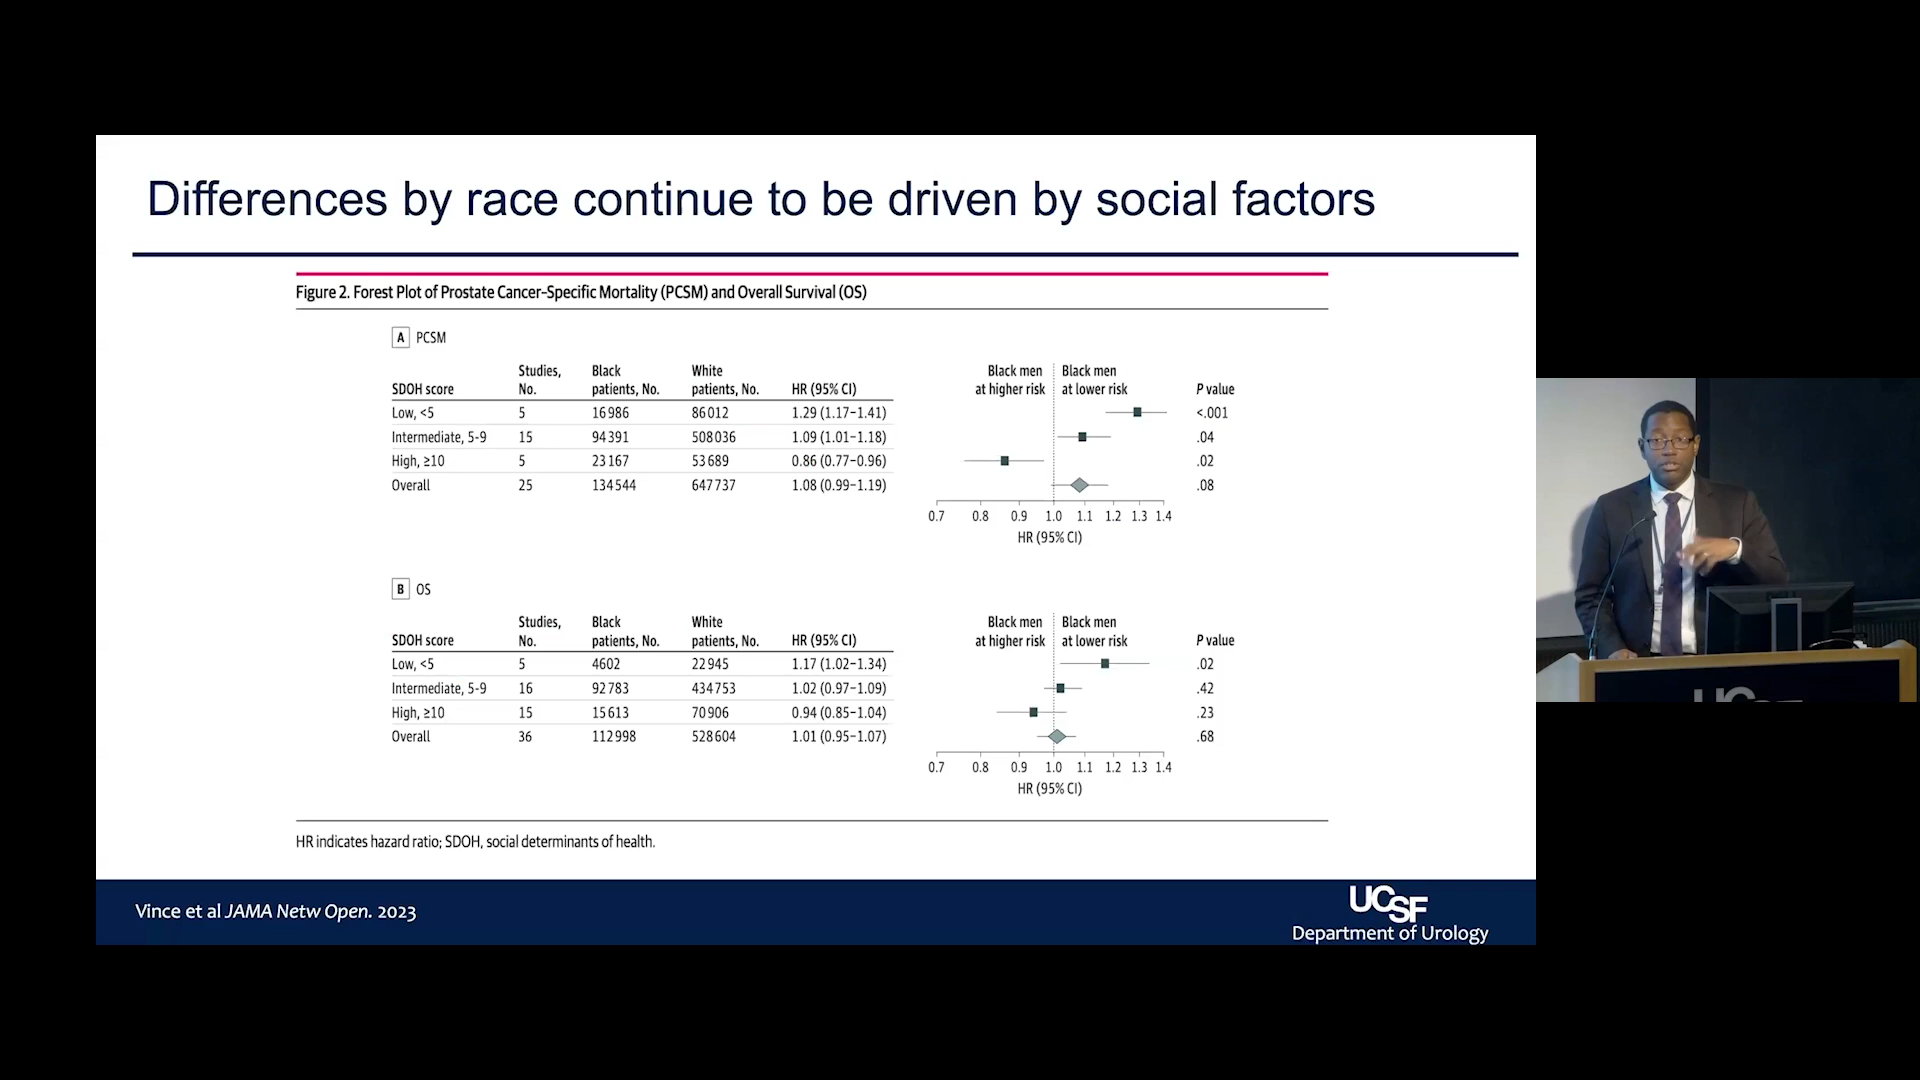 Differences by race continue to be driven by social factors
Figure 2. Forest Plot of Prostate Cancer–Specific Mortality (PCSM) and Overall Survival (OS)
A PCSM
SDOH score Studies, No. Black patients, No. White patients, No. HR (95% CI) Black men at higher risk Black men at lower risk P value
Low, <5 5 16 986 86 012 1.29 (1.17–1.41) <.001
Intermediate, 5-9 15 94 391 508 036 1.09 (1.01–1.18) .04
High, ≥10 5 23 167 53 689 0.86 (0.77–0.96) .02
Overall 25 134 544 647 737 1.08 (0.99–1.19) .08
0.7 0.8 0.9 1.0 1.1 1.2 1.3 1.4
HR (95% CI)
B OS
SDOH score Studies, No. Black patients, No. White patients, No. HR (95% CI) Black men at higher risk Black men at lower risk P value
Low, <5 5 4602 22 945 1.17 (1.02–1.34) .02
Intermediate, 5-9 16 92 783 434 753 1.02 (0.97–1.09) .42
High, ≥10 15 15 613 70 906 0.94 (0.85–1.04) .23
Overall 36 112 998 528 604 1.01 (0.95–1.07) .68
0.7 0.8 0.9 1.0 1.1 1.2 1.3 1.4
HR (95% CI)
HR indicates hazard ratio; SDOH, social determinants of health.
Vince et al JAMA Netw Open. 2023
UCSF
Department of Urology